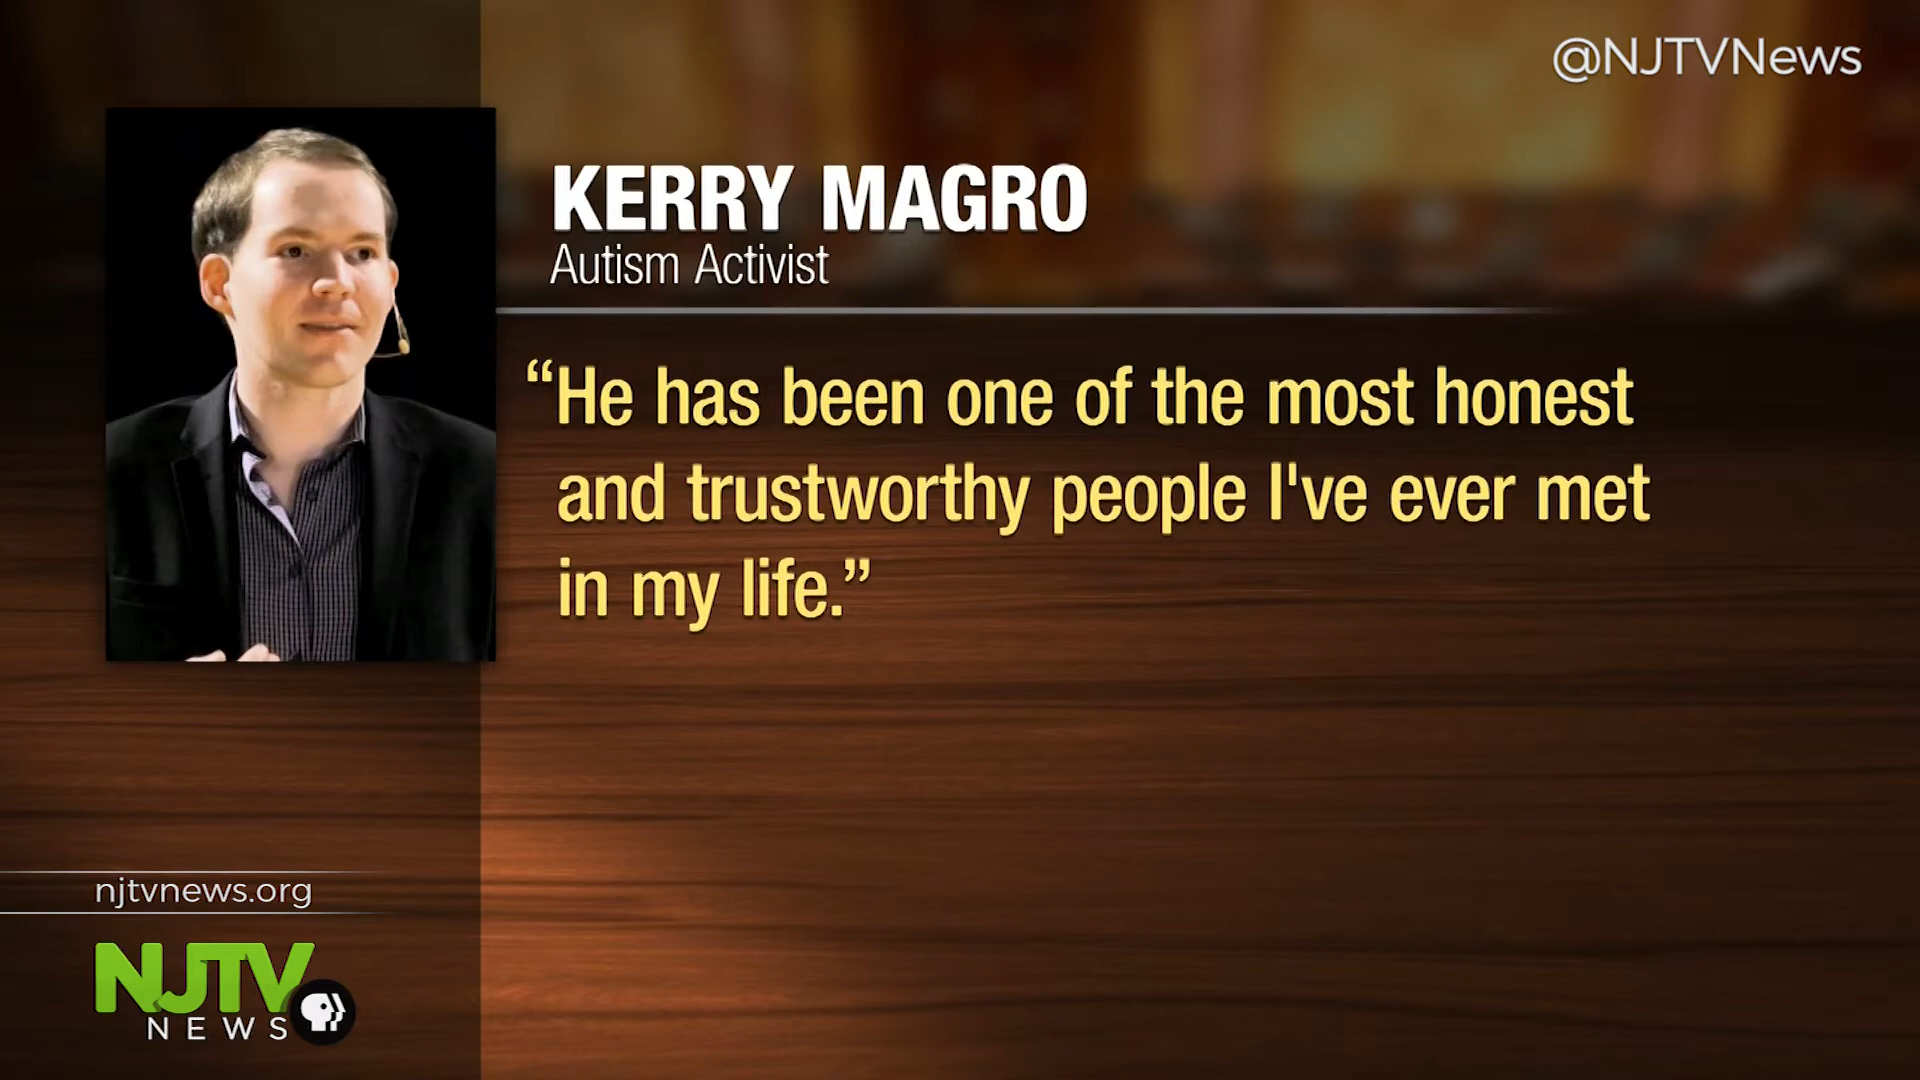 @NJTVNews
KERRY MAGRO
Autism Activist
“He has been one of the most honest
and trustworthy people I've ever met
in my life.”
njtvnews.org
NJTV
NEWS